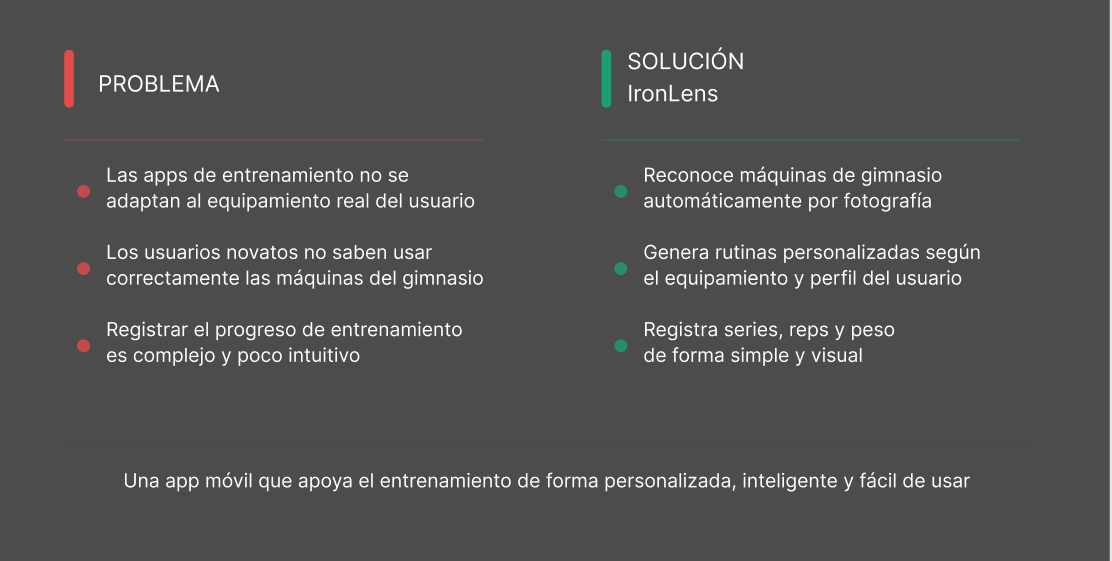 PROBLEMA
Las apps de entrenamiento no se
adaptan al equipamiento real del usuario
Los usuarios novatos no saben usar
correctamente las máquinas del gimnasio
Registrar el progreso de entrenamiento
es complejo y poco intuitivo
SOLUCIÓN
IronLens
Reconoce máquinas de gimnasio
automáticamente por fotografía
Genera rutinas personalizadas según
el equipamiento y perfil del usuario
Registra series, reps y peso
de forma simple y visual
Una app móvil que apoya el entrenamiento de forma personalizada, inteligente y fácil de usar